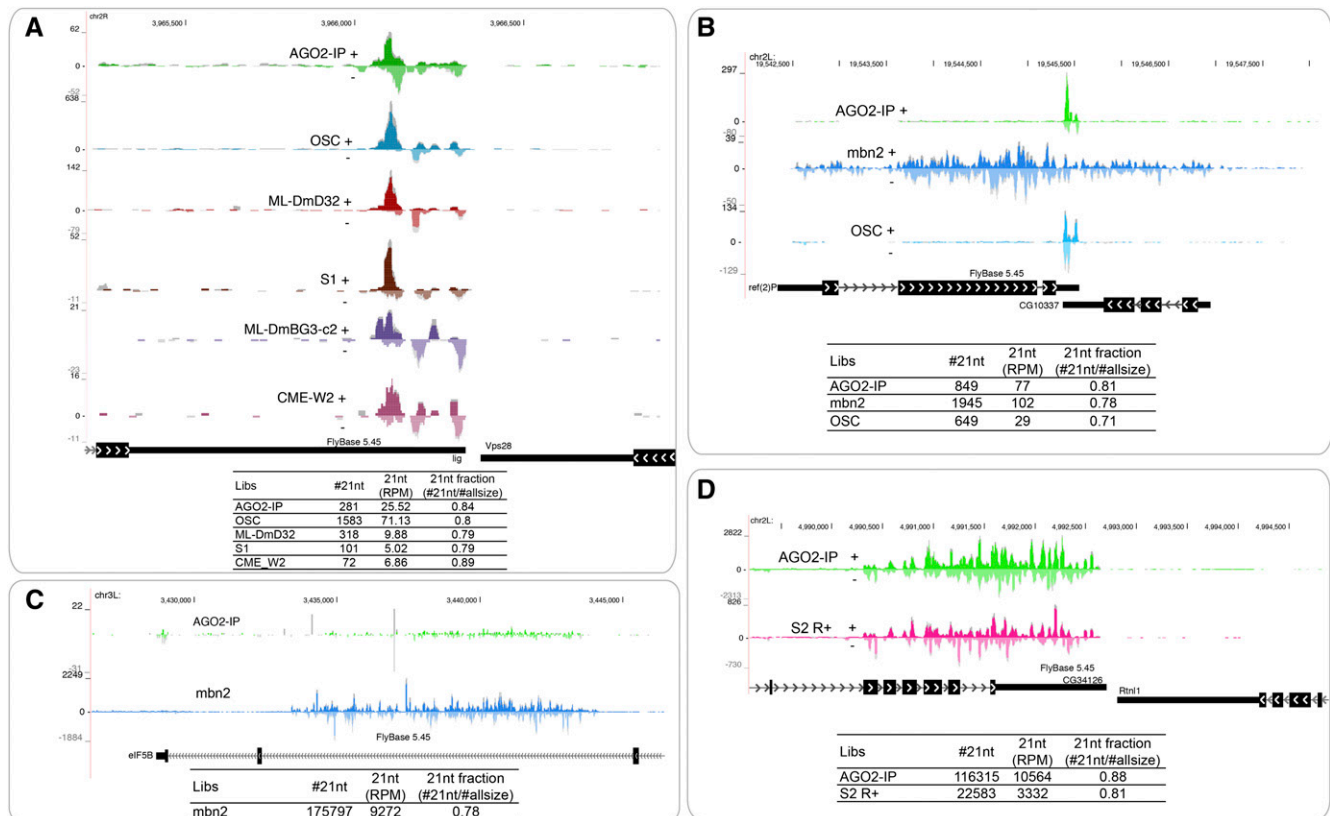 A
chr2R
3,965,500
3,966,000
3,966,500
62
AGO2-IP +
0
-
-52
638
OSC +
0
-
142
ML-DmD32 +
0
-
-79
52
S1 +
0
-
-11
21
ML-DmBG3-c2 +
0
-
-23
16
CME-W2 +
0
-
-11
FlyBase 5.45
lig
Vps28
Libs #21nt 21nt (RPM) 21nt fraction (#21nt/#allsize)
AGO2-IP 281 25.52 0.84
OSC 1583 71.13 0.8
ML-DmD32 318 9.88 0.79
S1 101 5.02 0.79
CME_W2 72 6.86 0.89
B
chr2L:
19,542,500
19,543,500
19,544,500
19,545,500
19,546,500
19,547,500
297
AGO2-IP +
0
-
-80
39
mbn2 +
0
-
-50
134
OSC +
0
-
-129
FlyBase 5.45
ref(2)P
CG10337
Libs #21nt 21nt (RPM) 21nt fraction (#21nt/#allsize)
AGO2-IP 849 77 0.81
mbn2 1945 102 0.78
OSC 649 29 0.71
C
chr3L:
3,430,000
3,435,000
3,440,000
3,445,000
22
AGO2-IP
-31
2249
mbn2
0
-1884
FlyBase 5.45
eIF5B
Libs #21nt 21nt (RPM) 21nt fraction (#21nt/#allsize)
mbn2 175797 9272 0.78
D
chr2L:
4,990,000
4,990,500
4,991,000
4,991,500
4,992,000
4,992,500
4,993,000
4,993,500
4,994,000
4,994,500
2822
AGO2-IP +
0
-
-2313
826
S2 R+ +
0
-
-730
FlyBase 5.45
CG34126
Rtnl1
Libs #21nt 21nt (RPM) 21nt fraction (#21nt/#allsize)
AGO2-IP 116315 10564 0.88
S2 R+ 22583 3332 0.81